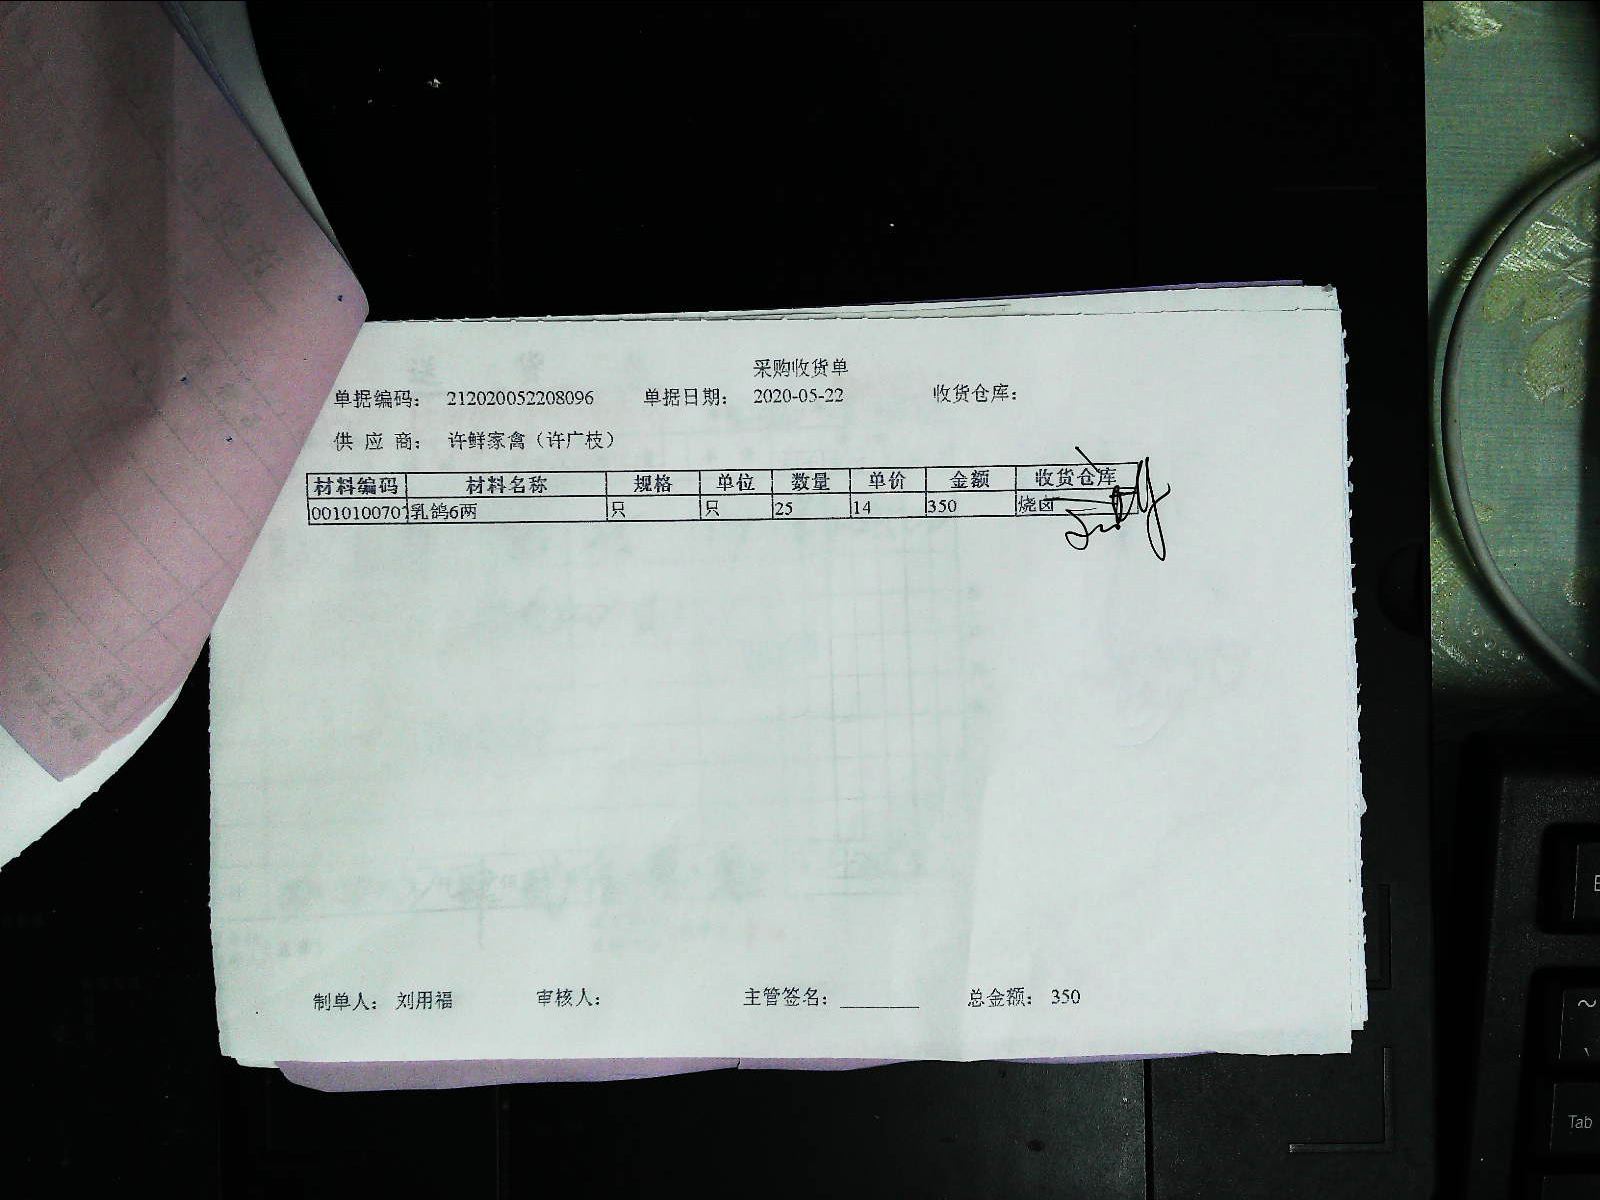 采购收货单
单据编码： 212020052208096 单据日期： 2020-05-22 收货仓库：
供 应 商： 许鲜家禽（许广枝）
材料编码 材料名称 规格 单位 数量 单价 金额 收货仓库
001010070 乳鸽6两 只 只 25 14 350 烧卤
制单人： 刘用福 审核人： 主管签名： ________ 总金额： 350
Tab